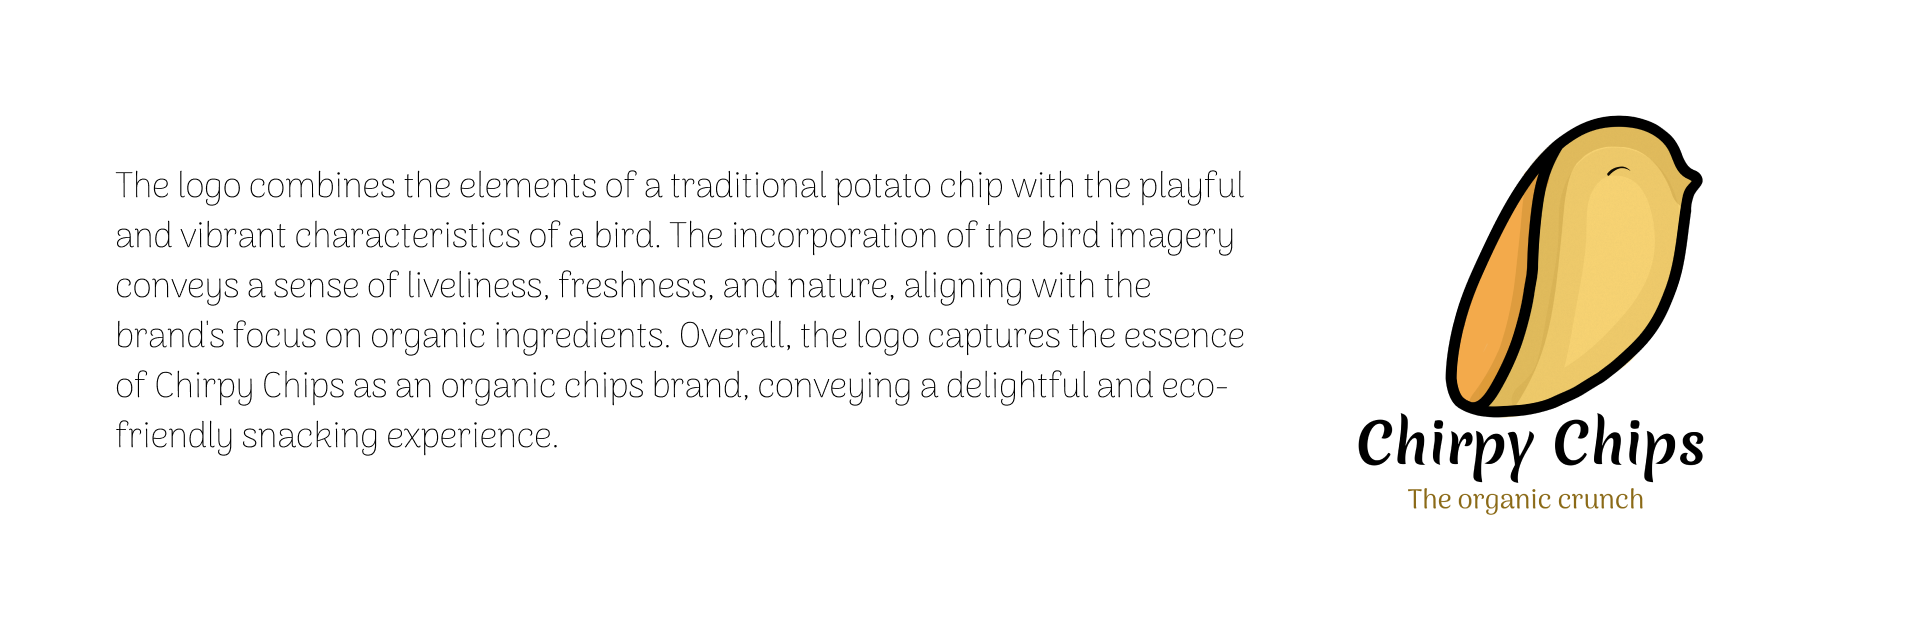 The logo combines the elements of a traditional potato chip with the playful
and vibrant characteristics of a bird. The incorporation of the bird imagery
conveys a sense of liveliness, freshness, and nature, aligning with the
brand's focus on organic ingredients. Overall, the logo captures the essence
of Chirpy Chips as an organic chips brand, conveying a delightful and eco-
friendly snacking experience.
Chirpy Chips
The organic crunch